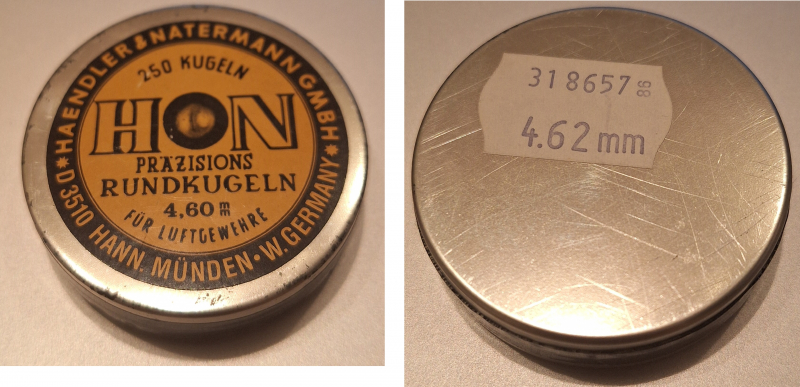 HAENDLER & NATERMANN GMBH
250 KUGELN
HON
PRÄZISIONS
RUNDKUGELN
4,60 mm
FÜR LUFTGEWEHRE
* D 3510 HANN. MÜNDEN • W. GERMANY *
318657 86
4.62 mm